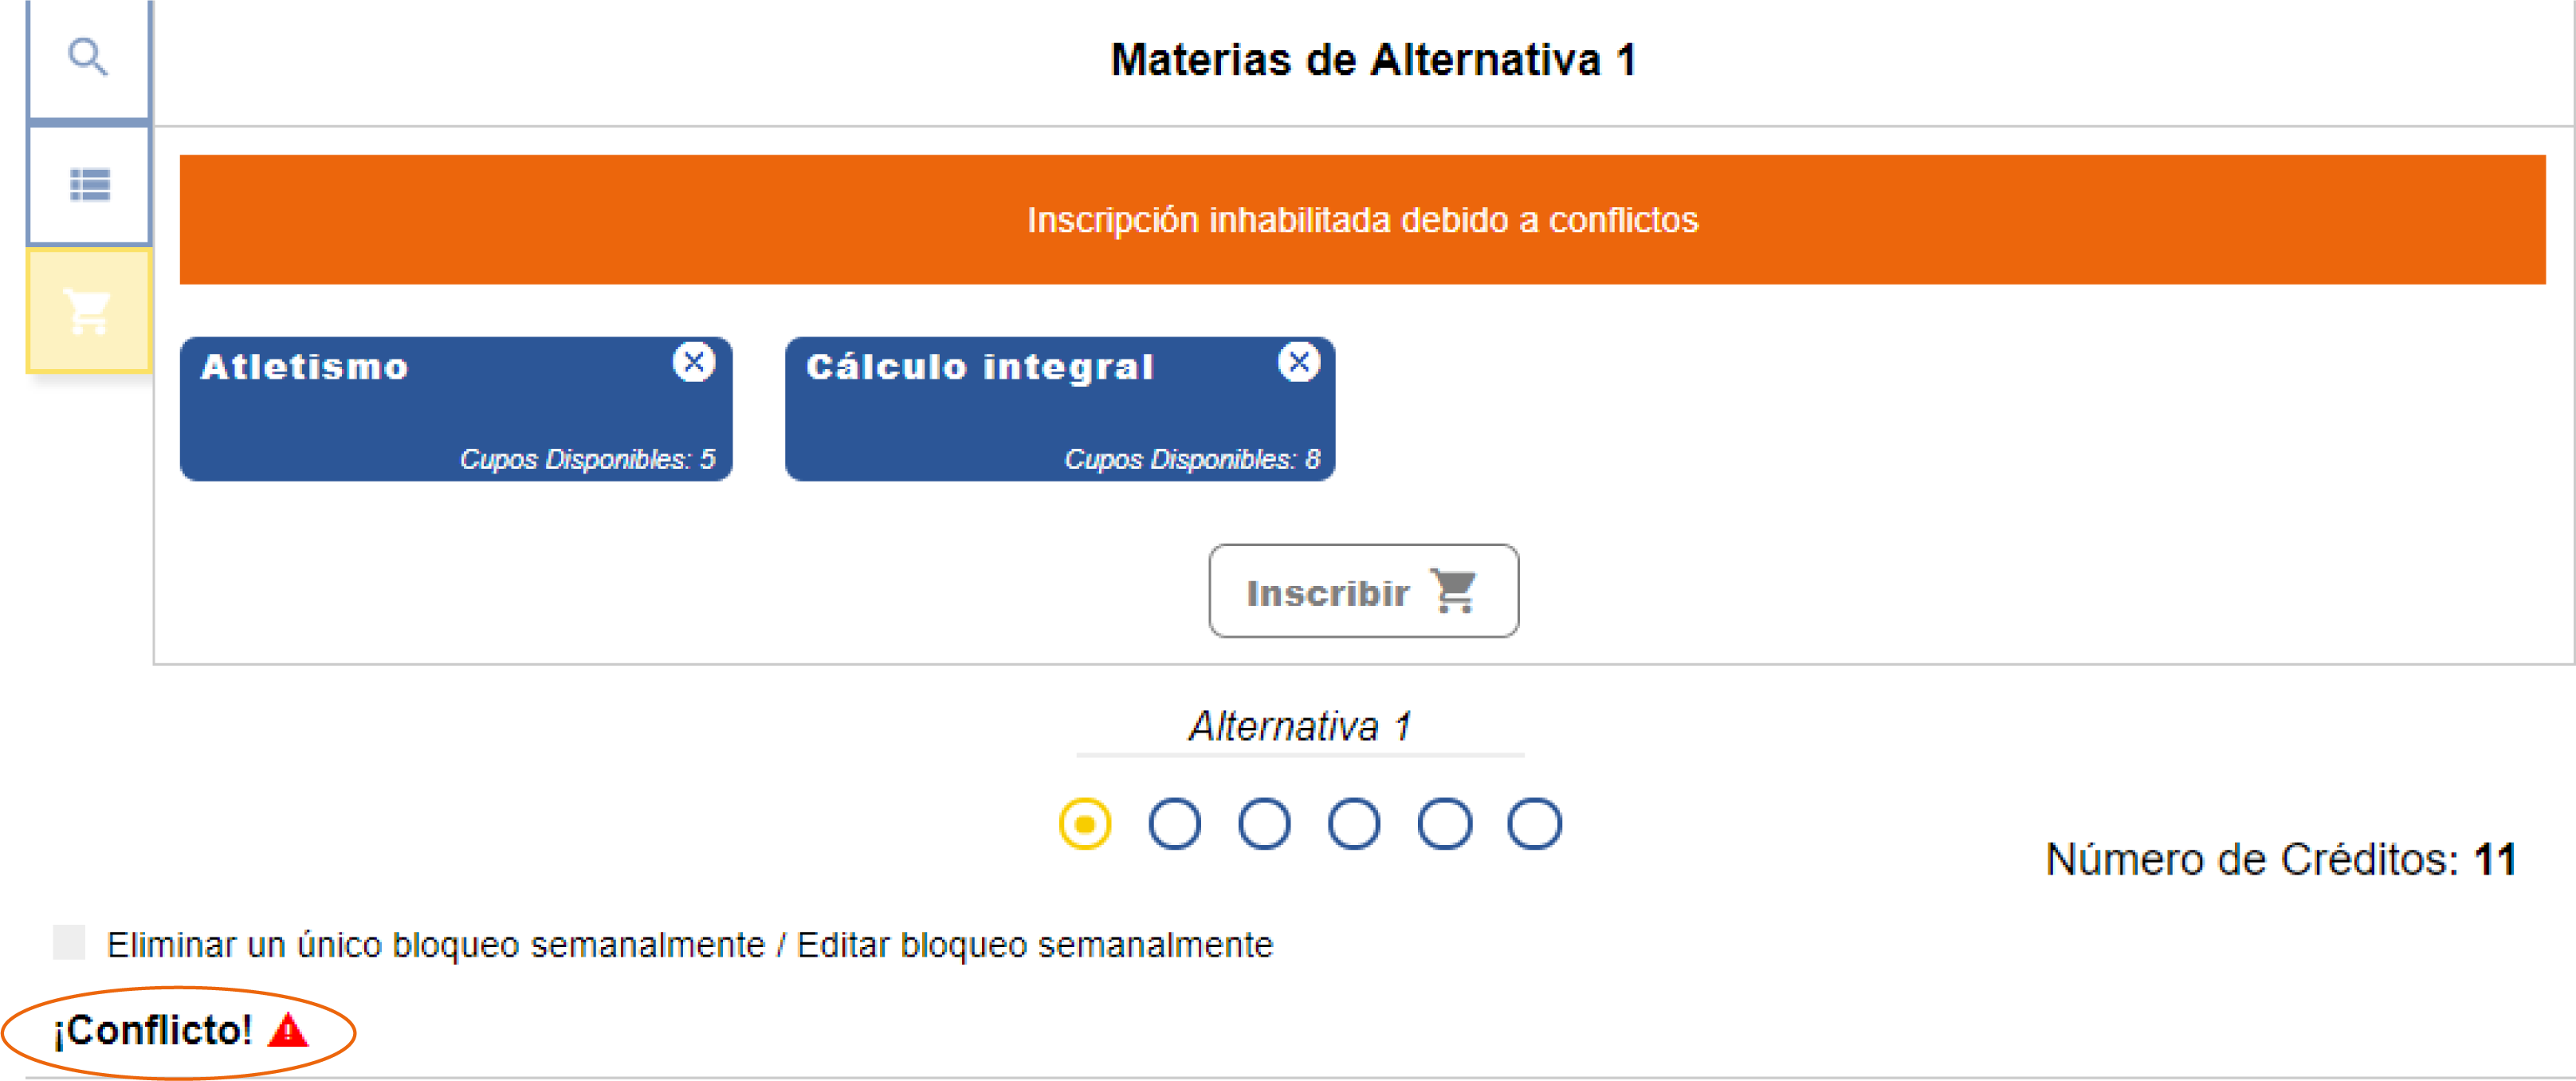 Materias de Alternativa 1
Inscripción inhabilitada debido a conflictos
Atletismo
Cupos Disponibles: 5
Cálculo integral
Cupos Disponibles: 8
Inscribir
Alternativa 1
Número de Créditos: 11
Eliminar un único bloqueo semanalmente / Editar bloqueo semanalmente
¡Conflicto!